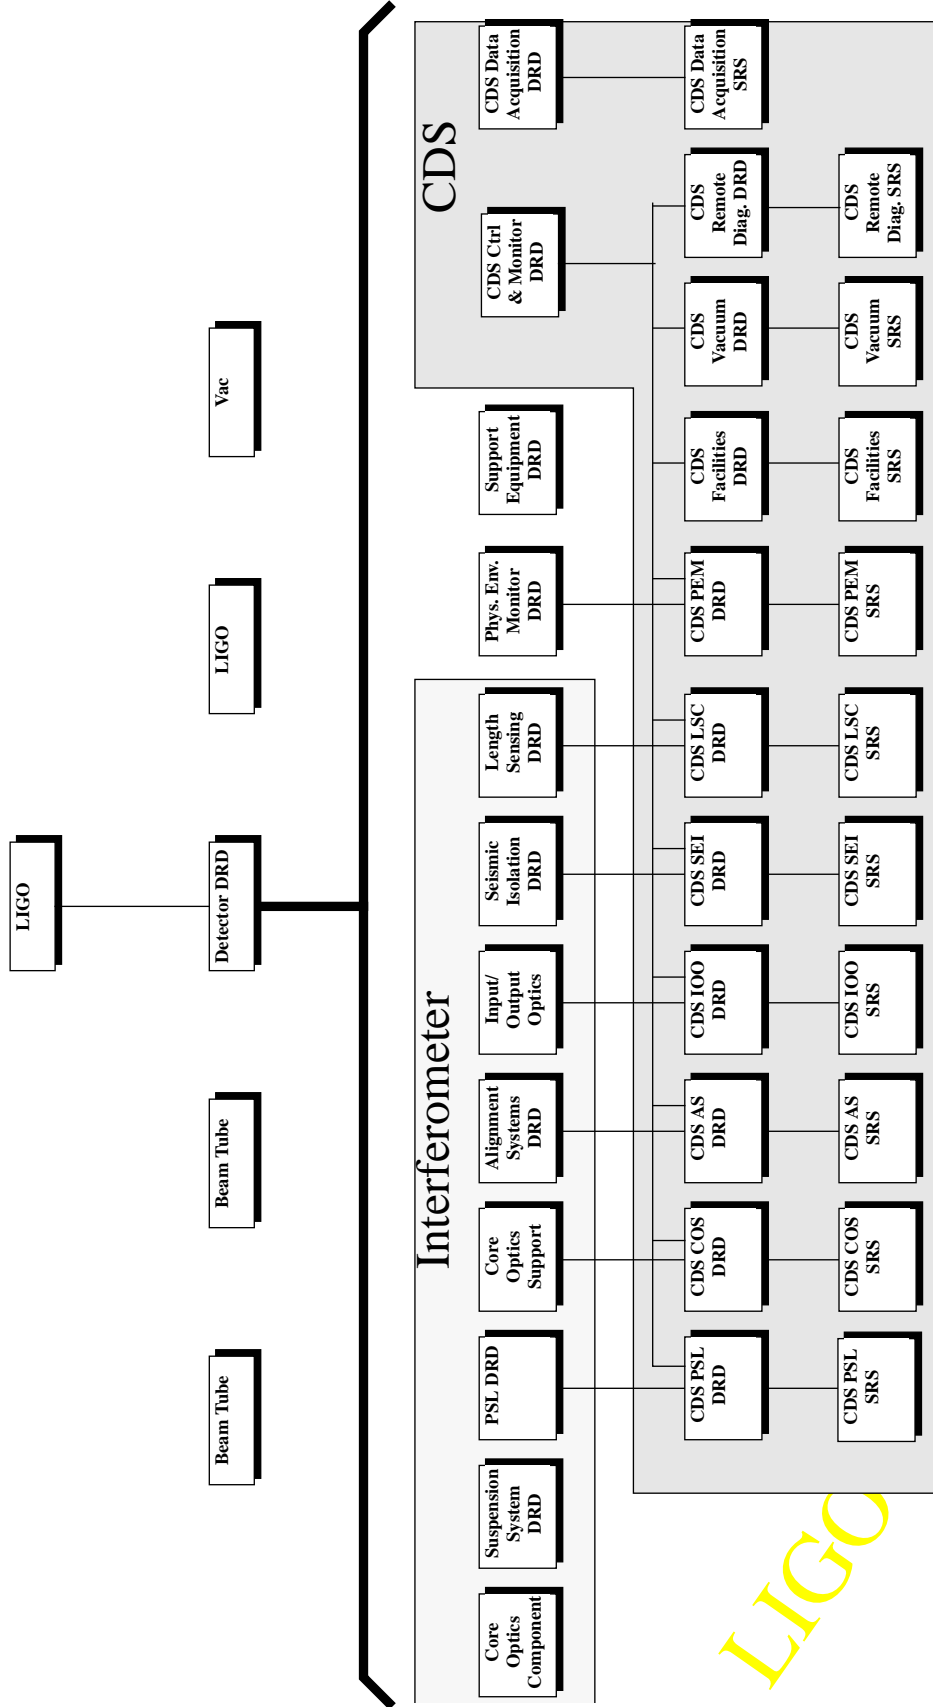 LIGO
Beam Tube
Beam Tube
Detector DRD
LIGO
Vac
Interferometer
CDS
Core
Optics
Component
Suspension
System
DRD
PSL DRD
Core
Optics
Support
Alignment
Systems
DRD
Input/
Output
Optics
Seismic
Isolation
DRD
Length
Sensing
DRD
Phys. Env.
Monitor
DRD
Support
Equipment
DRD
CDS Ctrl
& Monitor
DRD
CDS Data
Acquisition
DRD
CDS PSL
DRD
CDS COS
DRD
CDS AS
DRD
CDS IOO
DRD
CDS SEI
DRD
CDS LSC
DRD
CDS PEM
DRD
CDS
Facilities
DRD
CDS
Vacuum
DRD
CDS
Remote
Diag. DRD
CDS Data
Acquisition
SRS
CDS PSL
SRS
CDS COS
SRS
CDS AS
SRS
CDS IOO
SRS
CDS SEI
SRS
CDS LSC
SRS
CDS PEM
SRS
CDS
Facilities
SRS
CDS
Vacuum
SRS
CDS
Remote
Diag. SRS
LIGO